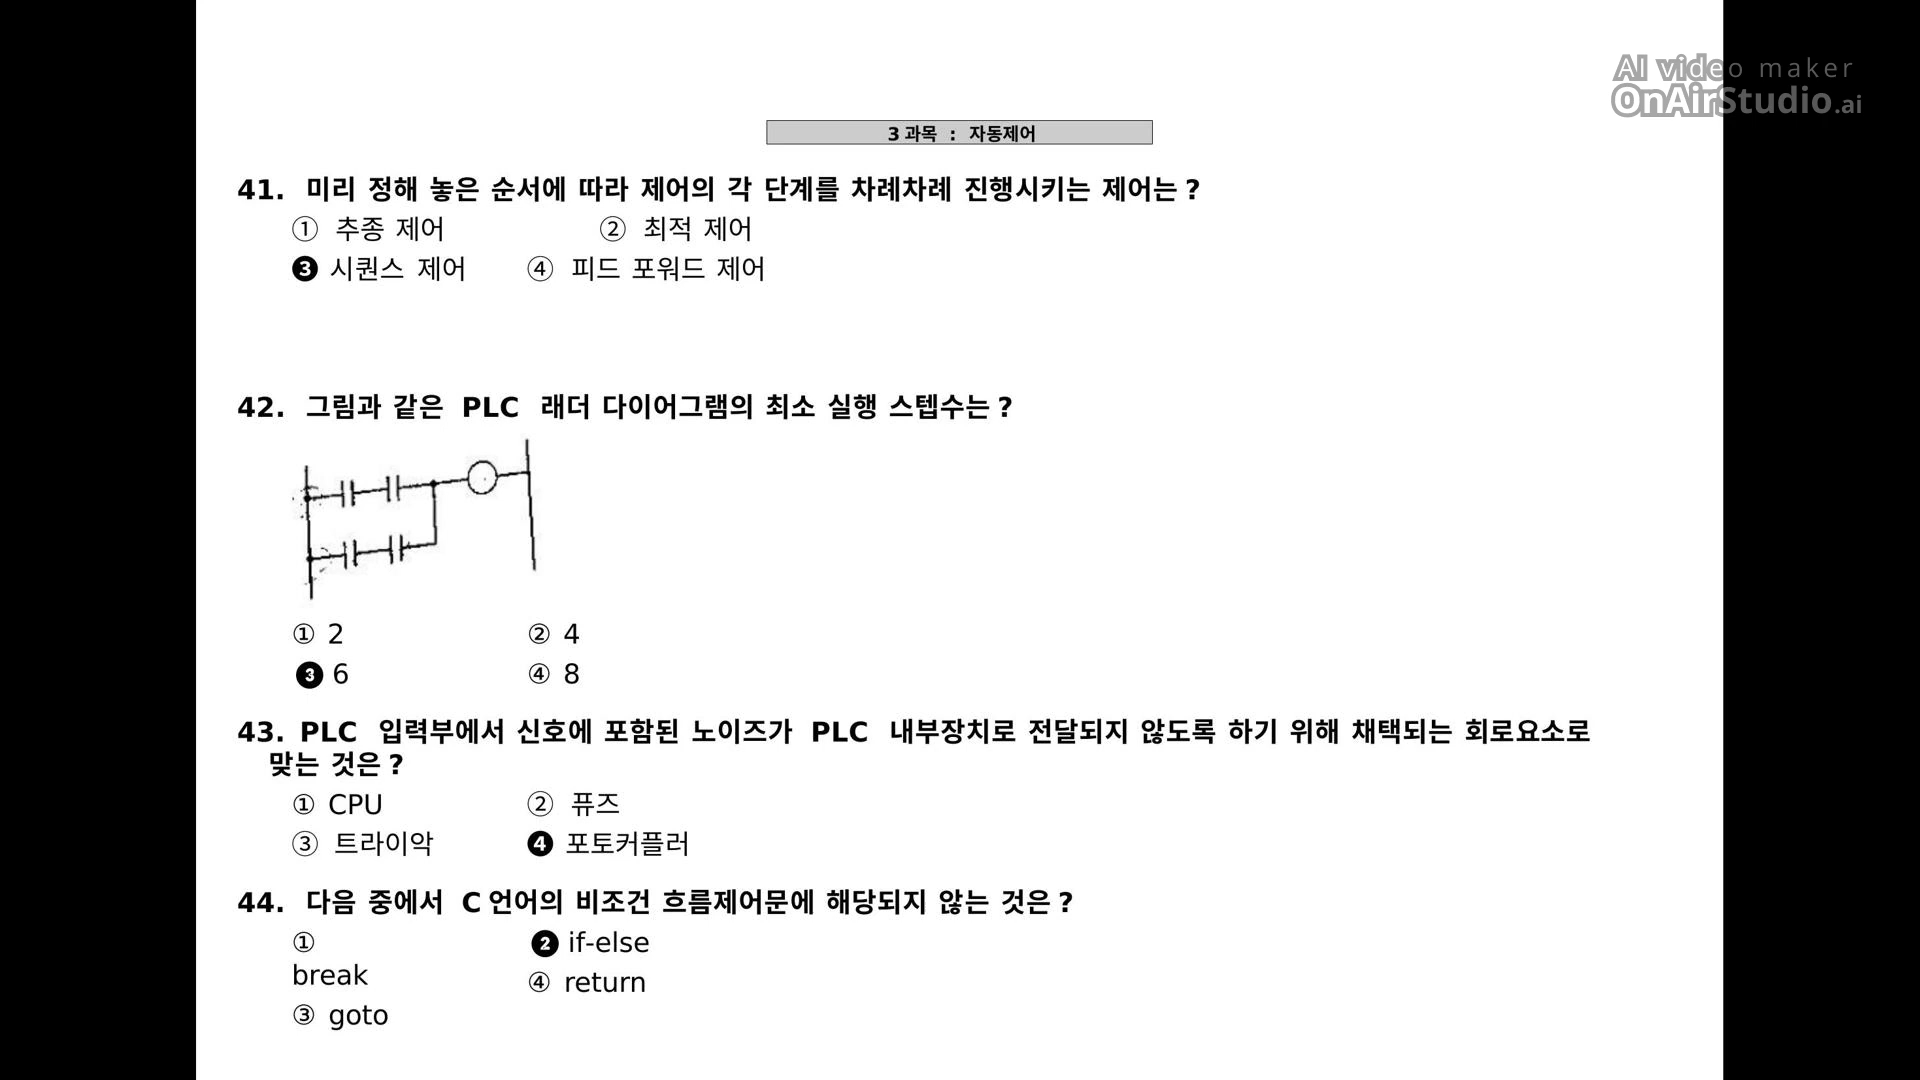 AI video maker
OnAirStudio.ai
3과목 : 자동제어
41. 미리 정해 놓은 순서에 따라 제어의 각 단계를 차례차례 진행시키는 제어는?
① 추종 제어 ② 최적 제어
❸ 시퀀스 제어 ④ 피드 포워드 제어
42. 그림과 같은 PLC 래더 다이어그램의 최소 실행 스텝수는?
① 2 ② 4
❸ 6 ④ 8
43. PLC 입력부에서 신호에 포함된 노이즈가 PLC 내부장치로 전달되지 않도록 하기 위해 채택되는 회로요소로
맞는 것은?
① CPU ② 퓨즈
③ 트라이악 ❹ 포토커플러
44. 다음 중에서 C언어의 비조건 흐름제어문에 해당되지 않는 것은?
① ❷ if-else
break
④ return
③ goto